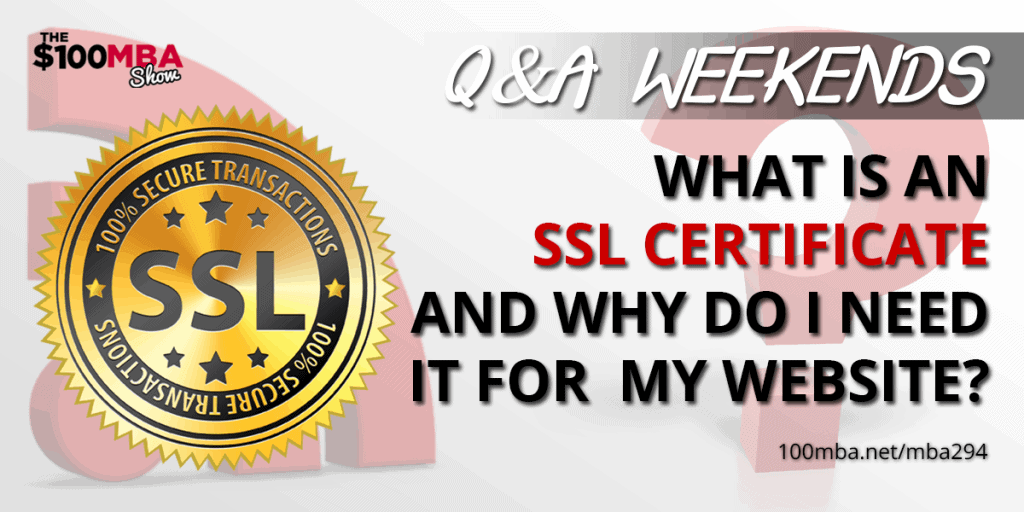 THE
$100MBA
Show
Q&A WEEKENDS
100% SECURE TRANSACTIONS
SSL
100% SECURE TRANSACTIONS
WHAT IS AN
SSL CERTIFICATE
AND WHY DO I NEED
IT FOR MY WEBSITE?
100mba.net/mba294